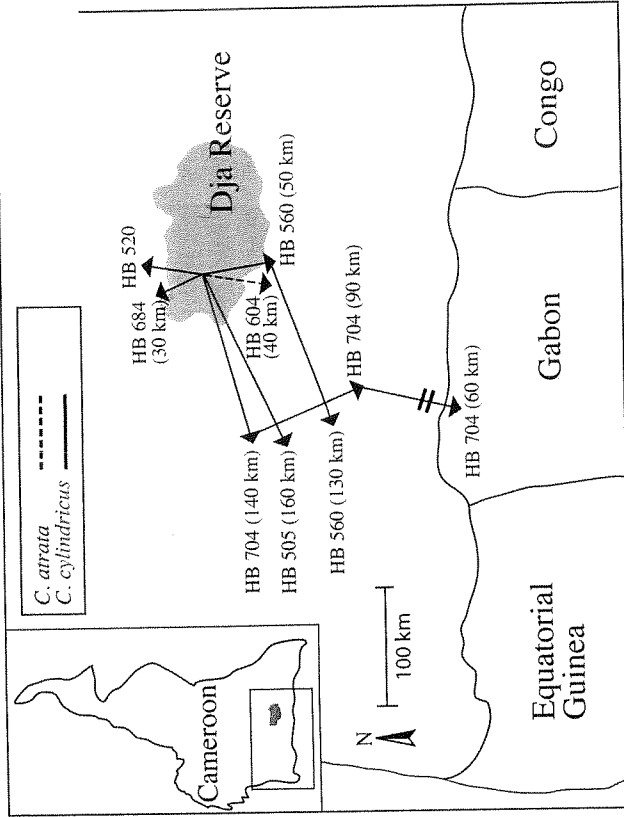 C. atrata
C. cylindricus
Cameroon
N
100 km
HB 684
(30 km)
HB 520
Dja Reserve
HB 604
(40 km)
HB 560 (50 km)
HB 704 (140 km)
HB 505 (160 km)
HB 560 (130 km)
HB 704 (90 km)
HB 704 (60 km)
Equatorial
Guinea
Gabon
Congo